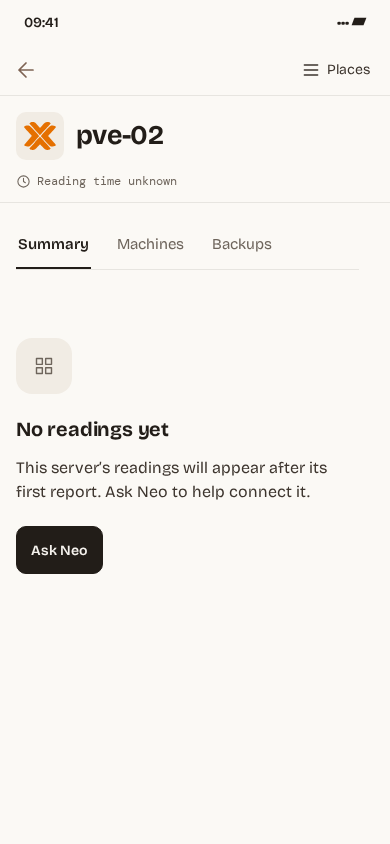 09:41
Places
pve-02
Reading time unknown
Summary
Machines
Backups
No readings yet
This server's readings will appear after its
first report. Ask Neo to help connect it.
Ask Neo